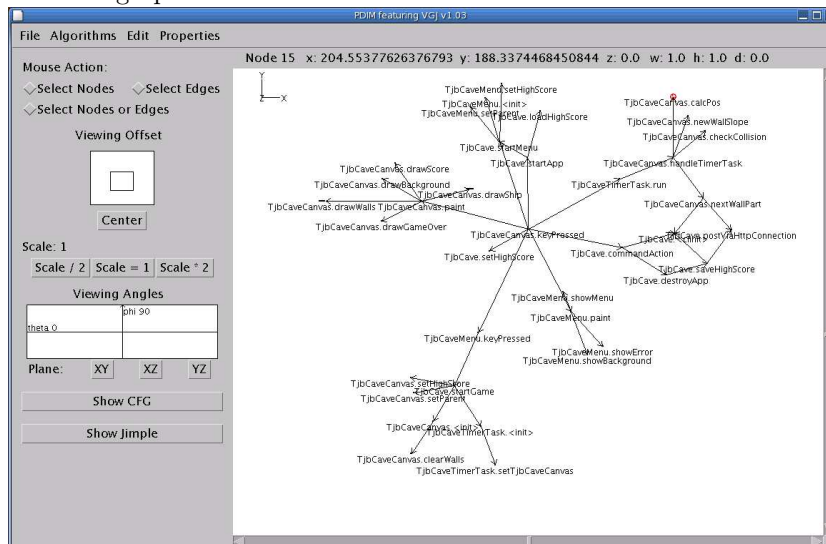 PDIM featuring VGJ v1.03
File Algorithms Edit Properties
Mouse Action:
Select Nodes Select Edges
Select Nodes or Edges
Viewing Offset
Center
Scale: 1
Scale / 2 Scale = 1 Scale * 2
Viewing Angles
phi 90
theta 0
Plane: XY XZ YZ
Show CFG
Show Jimple
Node 15 x: 204.55377626376793 y: 188.3374468450844 z: 0.0 w: 1.0 h: 1.0 d: 0.0
Y
Z X
TjbCaveMenu.setHighScore
TjbCaveMenu.<init>
TjbCaveMenu.setParent
TjbCave.loadHighScore
TjbCave.startMenu
TjbCave.startApp
TjbCaveCanvas.calcPos
TjbCaveCanvas.newWallSlope
TjbCaveCanvas.checkCollision
TjbCaveCanvas.handleTimerTask
TjbCaveTimerTask.run
TjbCaveCanvas.nextWallPart
TjbCaveCanvas.drawScore
TjbCaveCanvas.drawBackground
TjbCaveCanvas.drawShip
TjbCaveCanvas.drawWalls TjbCaveCanvas.paint
TjbCaveCanvas.drawGameOver
TjbCaveCanvas.keyPressed
TjbCave.setHighScore
TjbCave.<init>
TjbCave.postViaHttpConnection
TjbCave.commandAction
TjbCave.saveHighScore
TjbCave.destroyApp
TjbCaveMenu.showMenu
TjbCaveMenu.paint
TjbCaveMenu.keyPressed
TjbCaveMenu.showError
TjbCaveMenu.showBackground
TjbCaveCanvas.setHighScore
TjbCave.startGame
TjbCaveCanvas.setParent
TjbCaveCanvas.<init>
TjbCaveTimerTask.<init>
TjbCaveCanvas.clearWalls
TjbCaveTimerTask.setTjbCaveCanvas